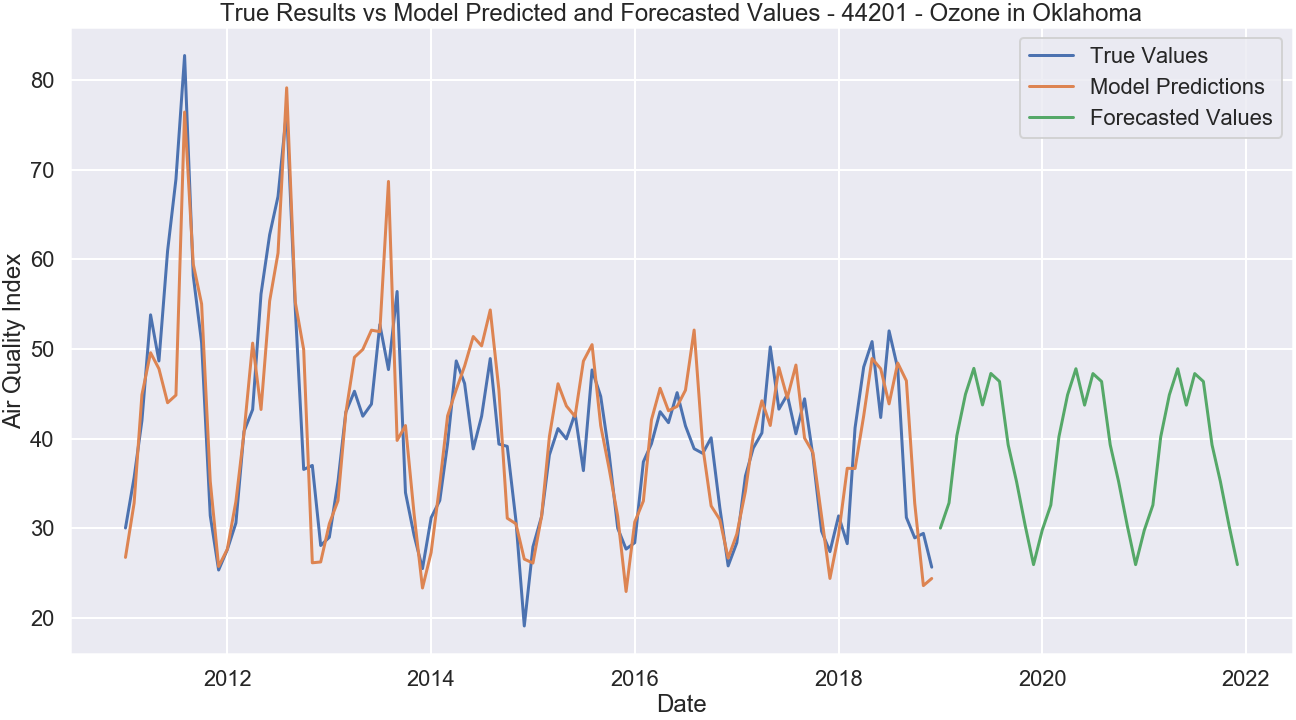 True Results vs Model Predicted and Forecasted Values - 44201 - Ozone in Oklahoma
True Values
Model Predictions
Forecasted Values
Air Quality Index
80
70
60
50
40
30
20
2012
2014
2016
2018
2020
2022
Date